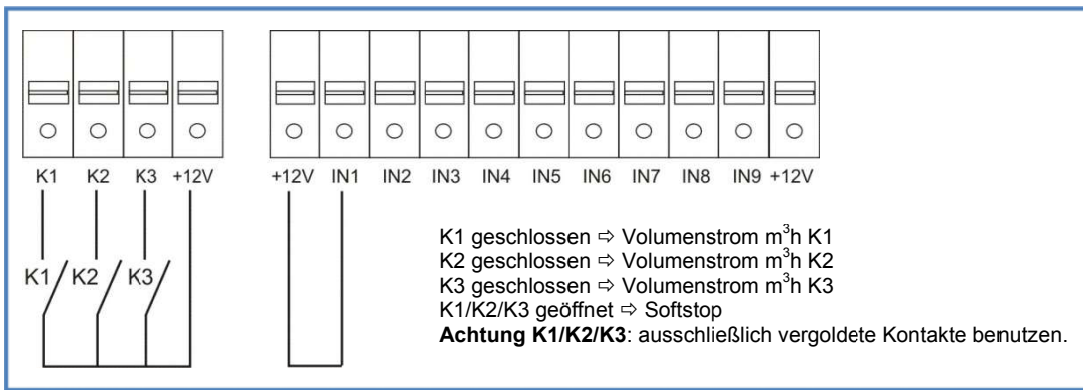 K1 K2 K3 +12V
+12V IN1 IN2 IN3 IN4 IN5 IN6 IN7 IN8 IN9 +12V
K1 K2 K3
K1 geschlossen ⇨ Volumenstrom m³h K1
K2 geschlossen ⇨ Volumenstrom m³h K2
K3 geschlossen ⇨ Volumenstrom m³h K3
K1/K2/K3 geöffnet ⇨ Softstop
Achtung K1/K2/K3: ausschließlich vergoldete Kontakte benutzen.